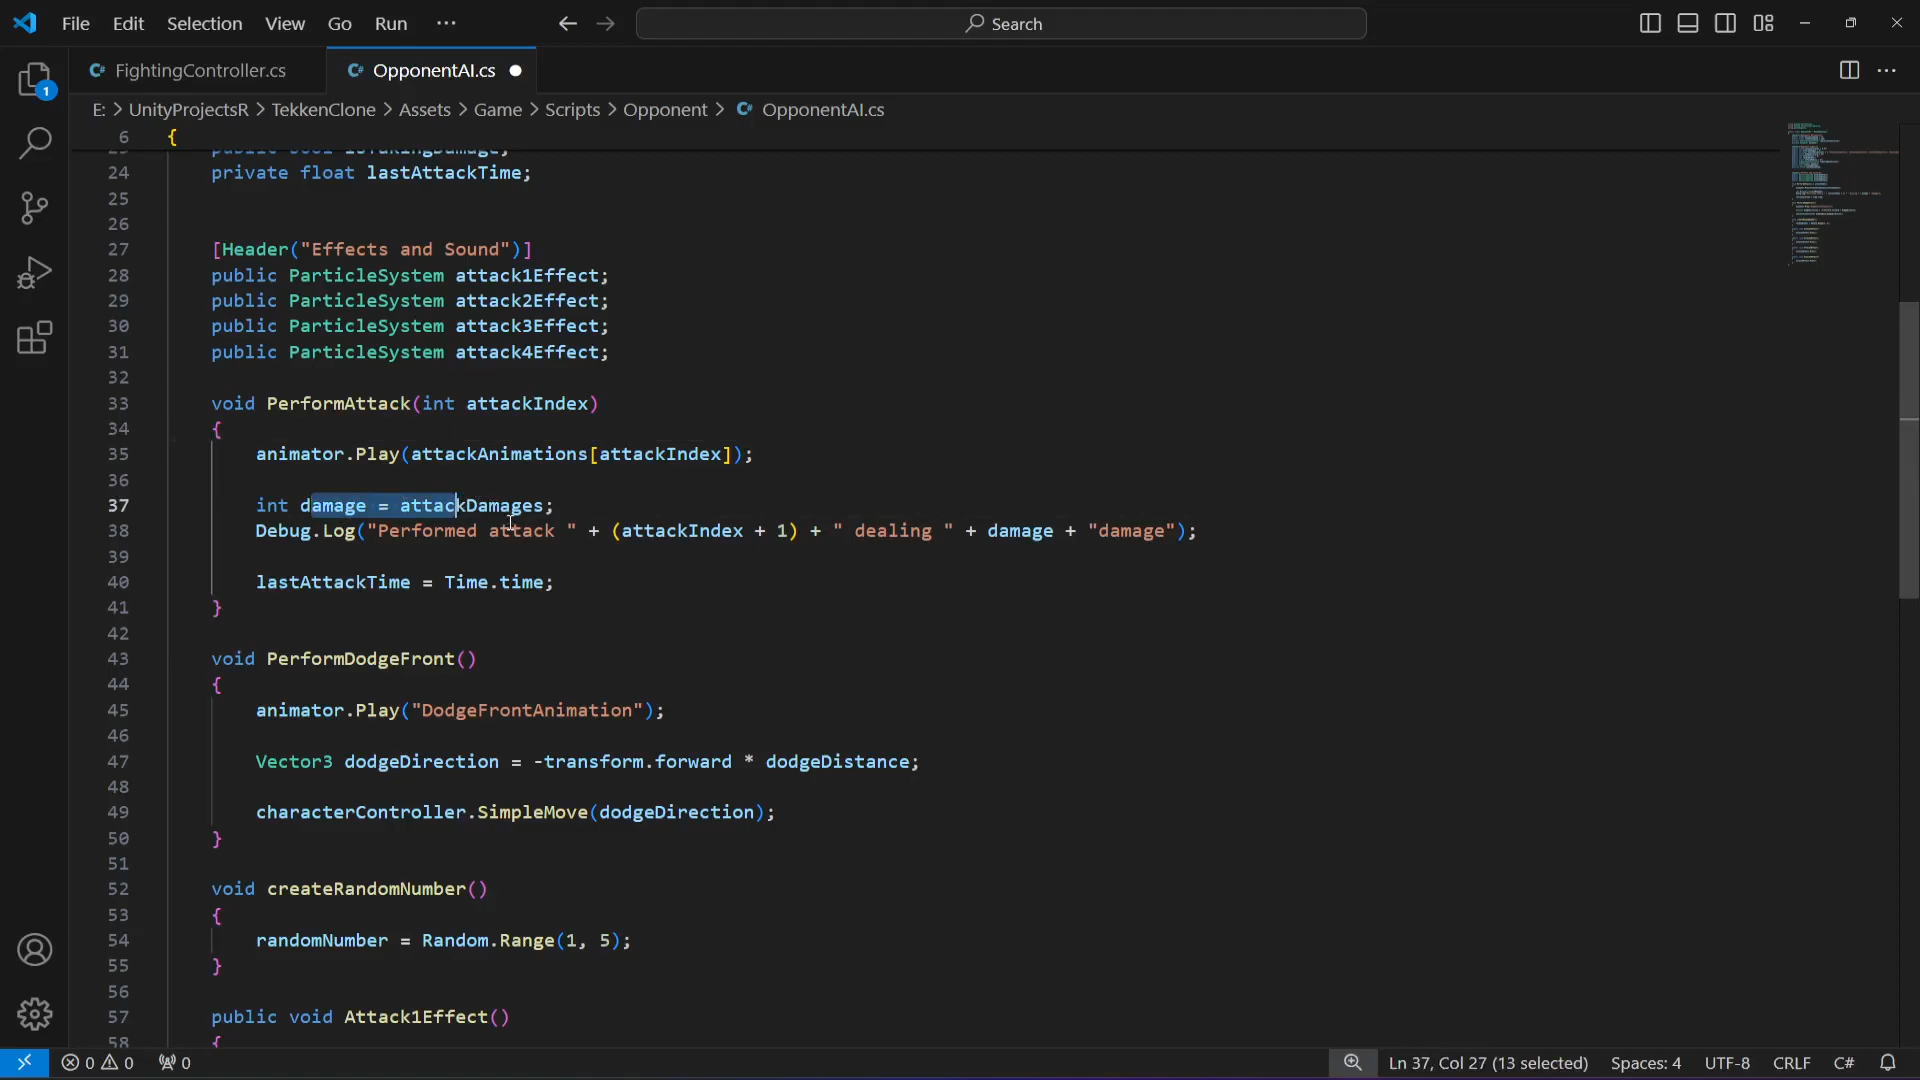 File Edit Selection View Go Run ··· Search
FightingController.cs OpponentAI.cs
E: > UnityProjectsR > TekkenClone > Assets > Game > Scripts > Opponent > OpponentAI.cs
6 {
public bool isTakingDamage;
24 private float lastAttackTime;
25
26
27 [Header("Effects and Sound")]
28 public ParticleSystem attack1Effect;
29 public ParticleSystem attack2Effect;
30 public ParticleSystem attack3Effect;
31 public ParticleSystem attack4Effect;
32
33 void PerformAttack(int attackIndex)
34 {
35 animator.Play(attackAnimations[attackIndex]);
36
37 int damage = attackDamages;
38 Debug.Log("Performed attack " + (attackIndex + 1) + " dealing " + damage + "damage");
39
40 lastAttackTime = Time.time;
41 }
42
43 void PerformDodgeFront()
44 {
45 animator.Play("DodgeFrontAnimation");
46
47 Vector3 dodgeDirection = -transform.forward * dodgeDistance;
48
49 characterController.SimpleMove(dodgeDirection);
50 }
51
52 void createRandomNumber()
53 {
54 randomNumber = Random.Range(1, 5);
55 }
56
57 public void Attack1Effect()
58 {
1
0 0 0 Ln 37, Col 27 (13 selected) Spaces: 4 UTF-8 CRLF C#